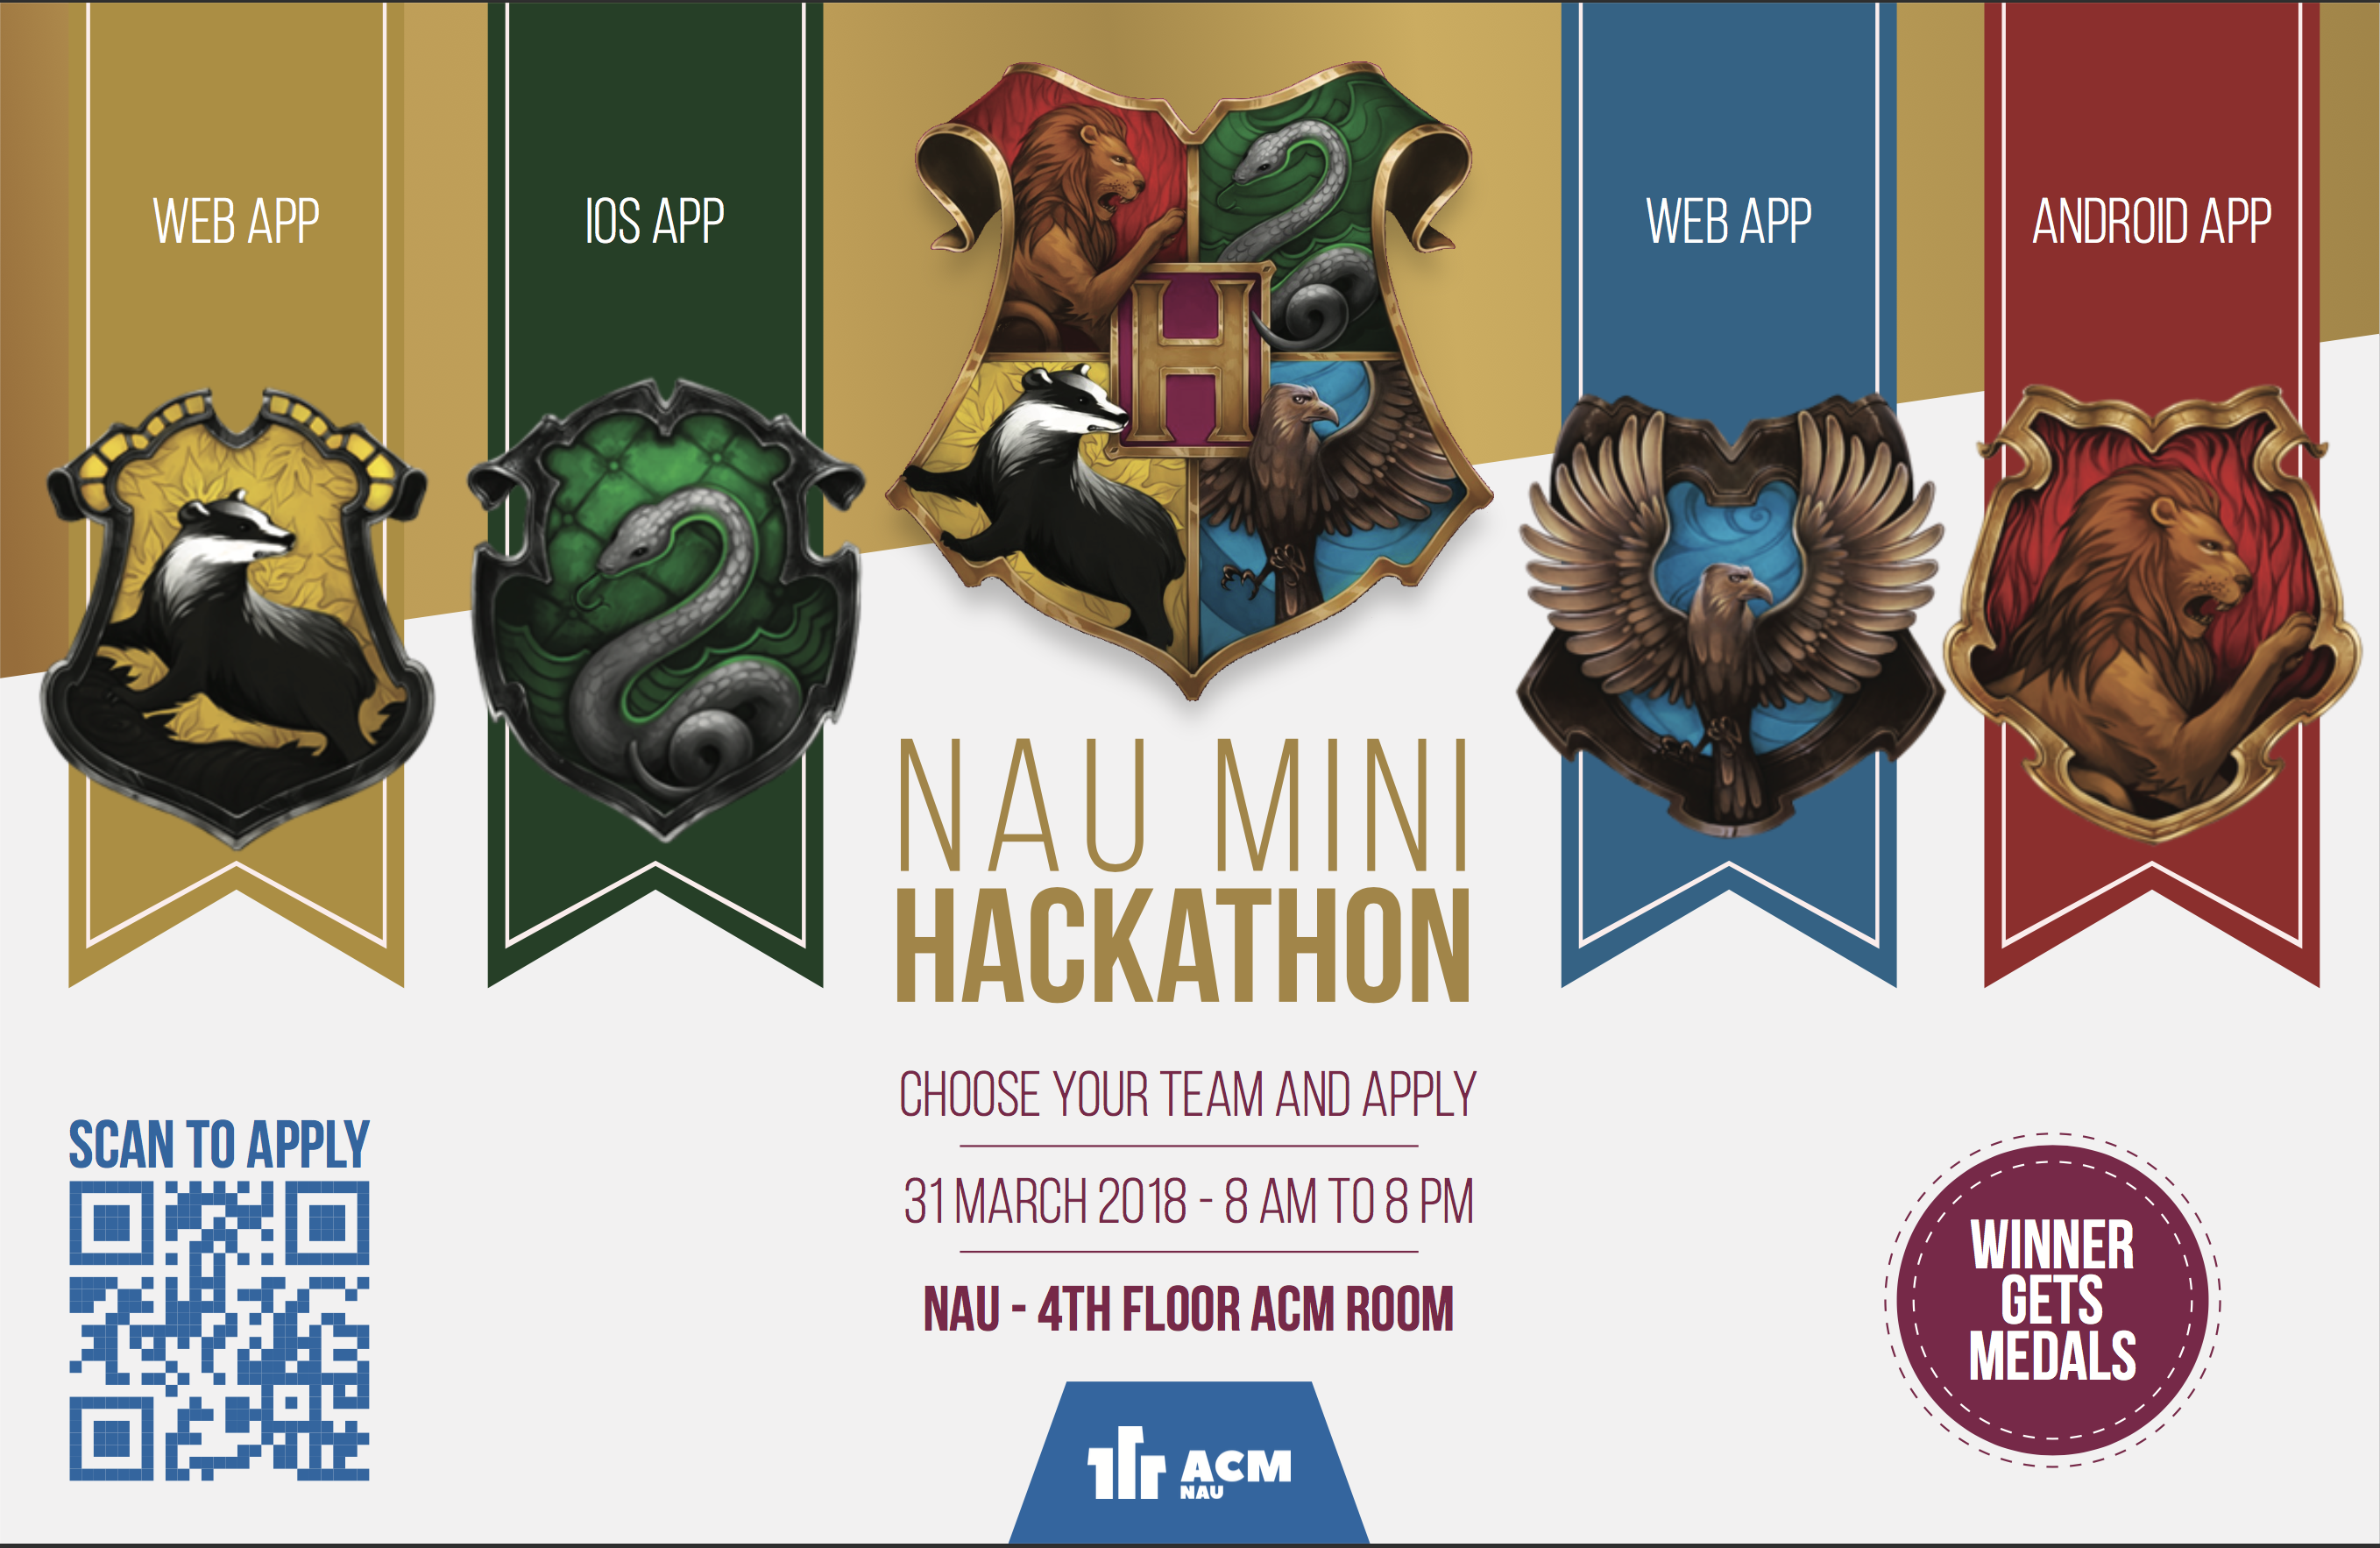 WEB APP
IOS APP
H
WEB APP
ANDROID APP
NAU MINI
HACKATHON
CHOOSE YOUR TEAM AND APPLY
31 MARCH 2018 - 8 AM TO 8 PM
NAU - 4TH FLOOR ACM ROOM
SCAN TO APPLY
WINNER
GETS
MEDALS
ACM
NAU